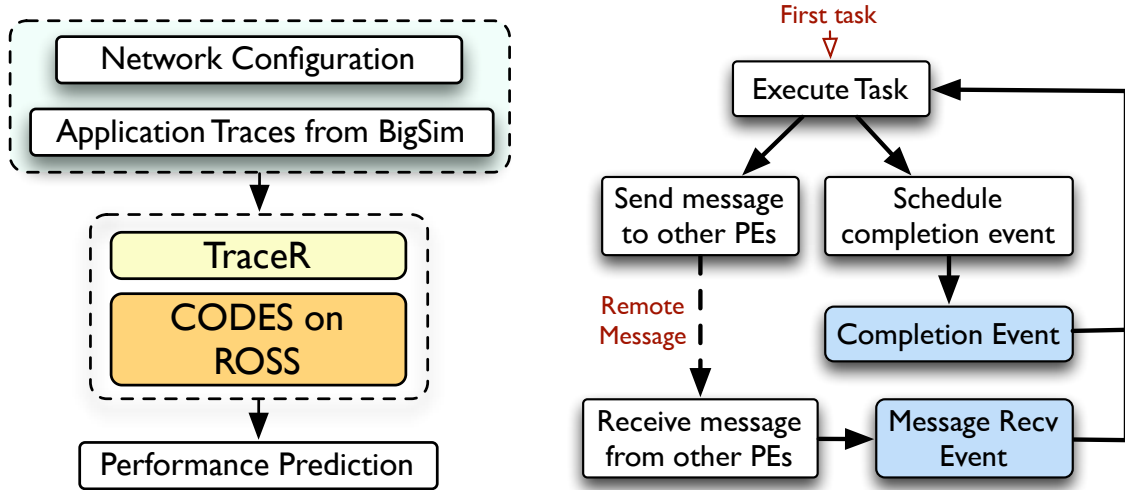 Network Configuration
Application Traces from BigSim
TraceR
CODES on
ROSS
Performance Prediction
First task
Execute Task
Send message
to other PEs
Schedule
completion event
Remote
Message
Completion Event
Receive message
from other PEs
Message Recv
Event